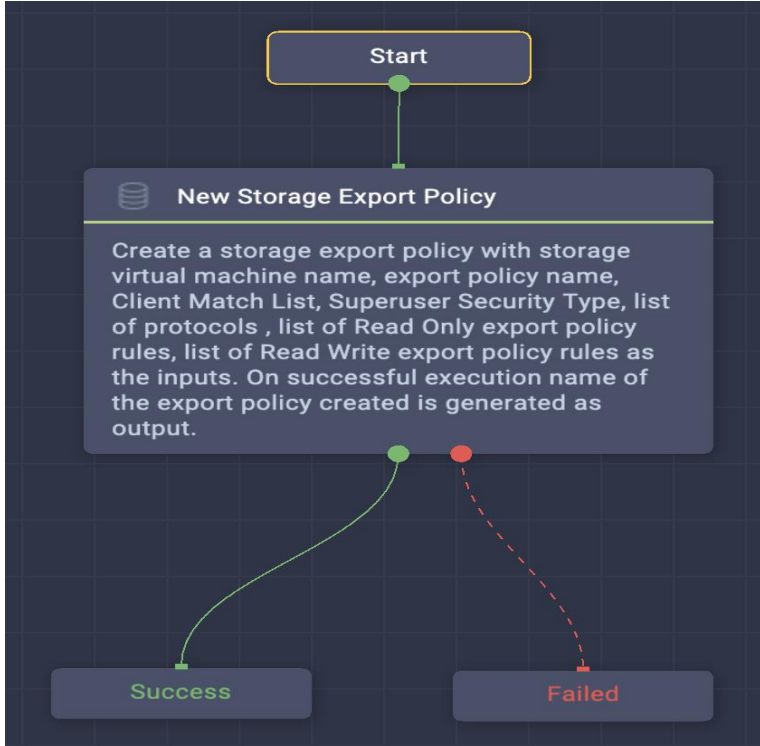 Start
New Storage Export Policy
Create a storage export policy with storage
virtual machine name, export policy name,
Client Match List, Superuser Security Type, list
of protocols , list of Read Only export policy
rules, list of Read Write export policy rules as
the inputs. On successful execution name of
the export policy created is generated as
output.
Success
Failed